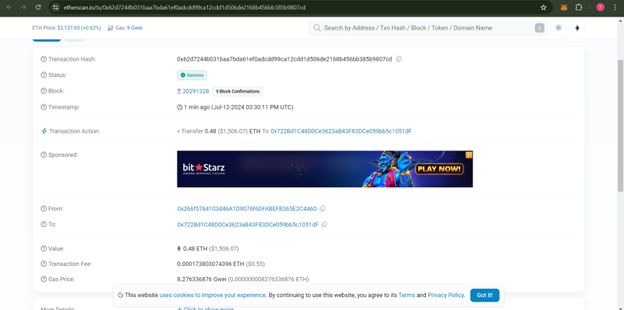 etherscan.io/tx/0x62d7244b031baa7bda61ef0adcdd99ca12cdd1d506de2168b456bb385b9807cd
ETH Price: $3,137.65 (+0.62%) Gas: 9 Gwei
Search by Address / Txn Hash / Block / Token / Domain Name /
Transaction Hash: 0x62d7244b031baa7bda61ef0adcdd99ca12cdd1d506de2168b456bb385b9807cd
Status: Success
Block: 20291328 9 Block Confirmations
Timestamp: 1 min ago (Jul-12-2024 03:30:11 PM UTC)
Transaction Action: Transfer 0.48 ($1,506.07) ETH To 0x722Bd1C48D0Ce3623aB43F83DCe059bb5c1051dF
Sponsored:
bitStarz
PLAY NOW!
From: 0x266f5764103d46A1D9076f6DFABEFB365E2C446D
To: 0x722Bd1C48D0Ce3623aB43F83DCe059bb5c1051dF
Value: 0.48 ETH ($1,506.07)
Transaction Fee: 0.000173803074396 ETH ($0.55)
Gas Price: 8.276336876 Gwei (0.000000008276336876 ETH)
This website uses cookies to improve your experience. By continuing to use this website, you agree to its Terms and Privacy Policy. Got it!
More Details: Click to show more